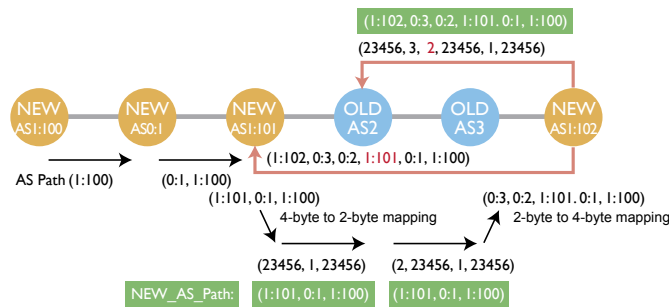 (1:102, 0:3, 0:2, 1:101. 0:1, 1:100)
(23456, 3, 2, 23456, 1, 23456)
NEW
AS1:100
NEW
AS0:1
NEW
AS1:101
OLD
AS2
OLD
AS3
NEW
AS1:102
(1:102, 0:3, 0:2, 1:101, 0:1, 1:100)
AS Path (1:100)
(0:1, 1:100)
(1:101, 0:1, 1:100)
(0:3, 0:2, 1:101. 0:1, 1:100)
4-byte to 2-byte mapping
2-byte to 4-byte mapping
(23456, 1, 23456)
(2, 23456, 1, 23456)
NEW_AS_Path:
(1:101, 0:1, 1:100)
(1:101, 0:1, 1:100)